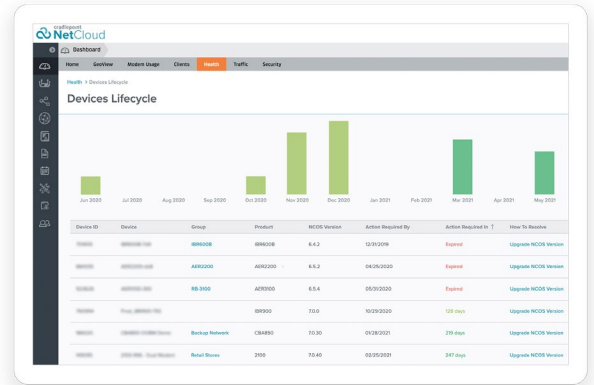 cradlepoint
NetCloud
Dashboard
Home GeoView Modem Usage Clients Health Traffic Security
Health > Devices Lifecycle
Devices Lifecycle
Jun 2020 Jul 2020 Aug 2020 Sep 2020 Oct 2020 Nov 2020 Dec 2020 Jan 2021 Feb 2021 Mar 2021 Apr 2021 May 2021
Device ID Device Group Product NCOS Version Action Required By Action Required In ↑ How To Resolve
IBR600B IBR600B 6.4.2 12/31/2019 Expired Upgrade NCOS Version
AER2200 AER2200 6.5.2 04/25/2020 Expired Upgrade NCOS Version
RB-3100 AER3100 6.5.4 05/31/2020 Expired Upgrade NCOS Version
IBR900 7.0.0 10/29/2020 128 days Upgrade NCOS Version
Backup Network CBA850 7.0.30 01/28/2021 219 days Upgrade NCOS Version
Retail Stores 2100 7.0.40 02/25/2021 247 days Upgrade NCOS Version